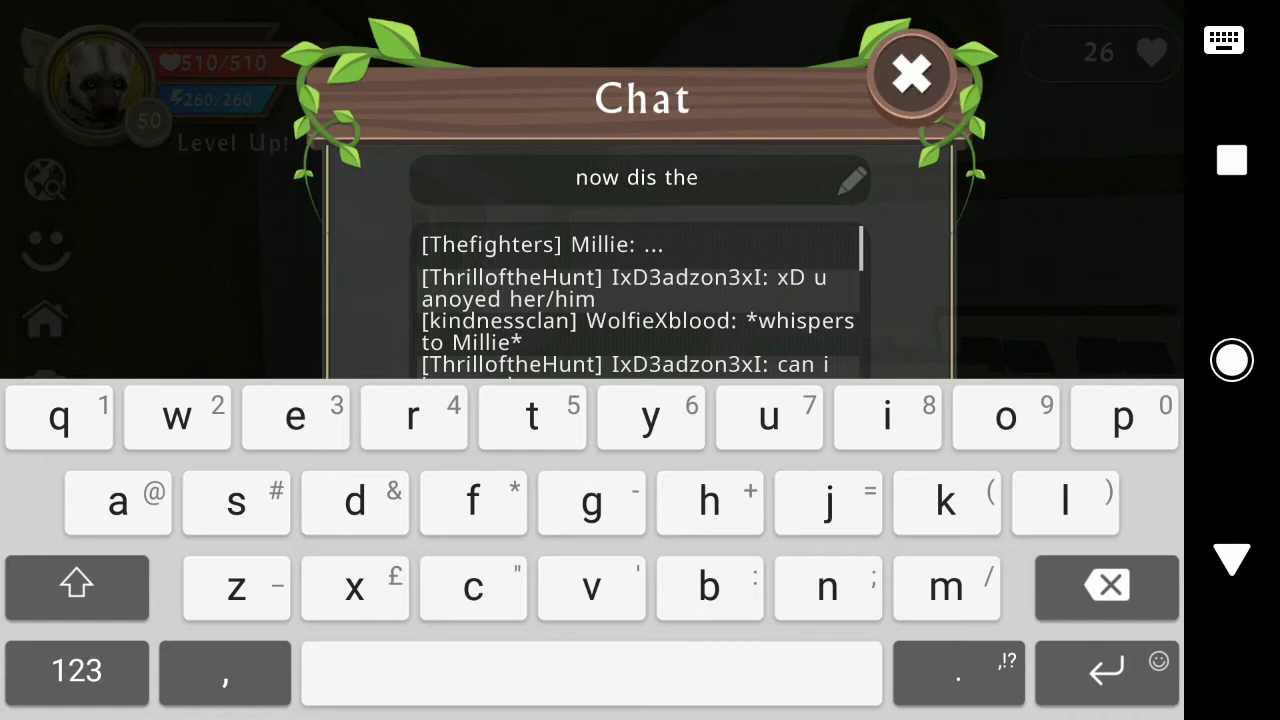 510/510
260/260
50
Level Up!
26
Chat
now dis the
[Thefighters] Millie: ...
[ThrilloftheHunt] IxD3adzon3xI: xD u
anoyed her/him
[kindnessclan] WolfieXblood: *whispers
to Millie*
[ThrilloftheHunt] IxD3adzon3xI: can i
q 1 w 2 e 3 r 4 t 5 y 6 u 7 i 8 o 9 p 0
a @ s # d & f * g - h + j = k ( l )
z _ x £ c " v ' b : n ; m /
123 , . ,!?